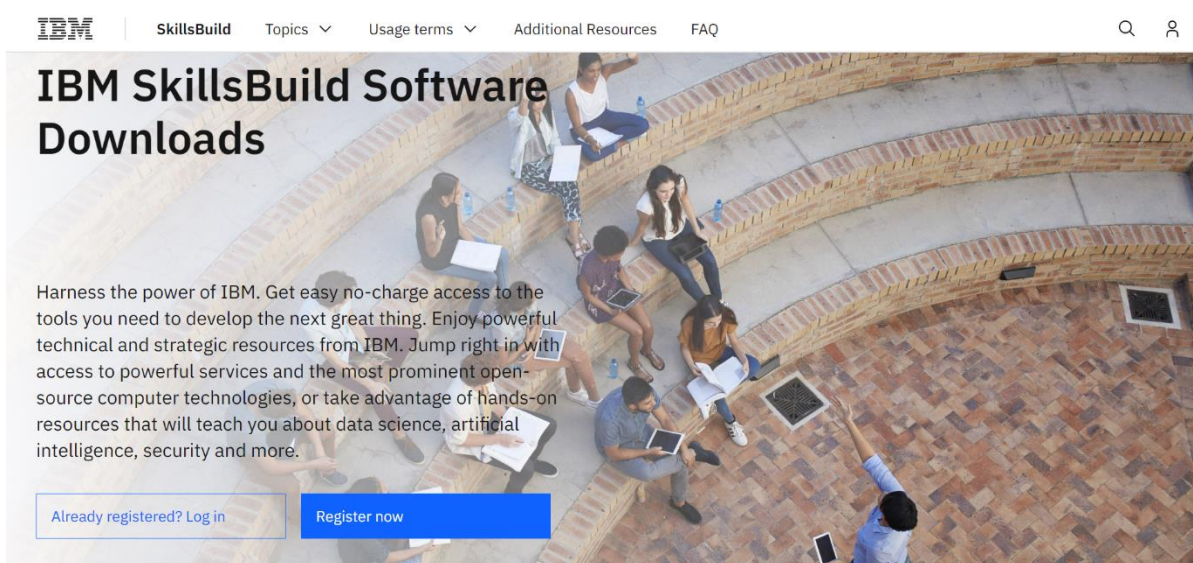 IBM
SkillsBuild
Topics
Usage terms
Additional Resources
FAQ
IBM SkillsBuild Software
Downloads
Harness the power of IBM. Get easy no-charge access to the
tools you need to develop the next great thing. Enjoy powerful
technical and strategic resources from IBM. Jump right in with
access to powerful services and the most prominent open-
source computer technologies, or take advantage of hands-on
resources that will teach you about data science, artificial
intelligence, security and more.
Already registered? Log in
Register now